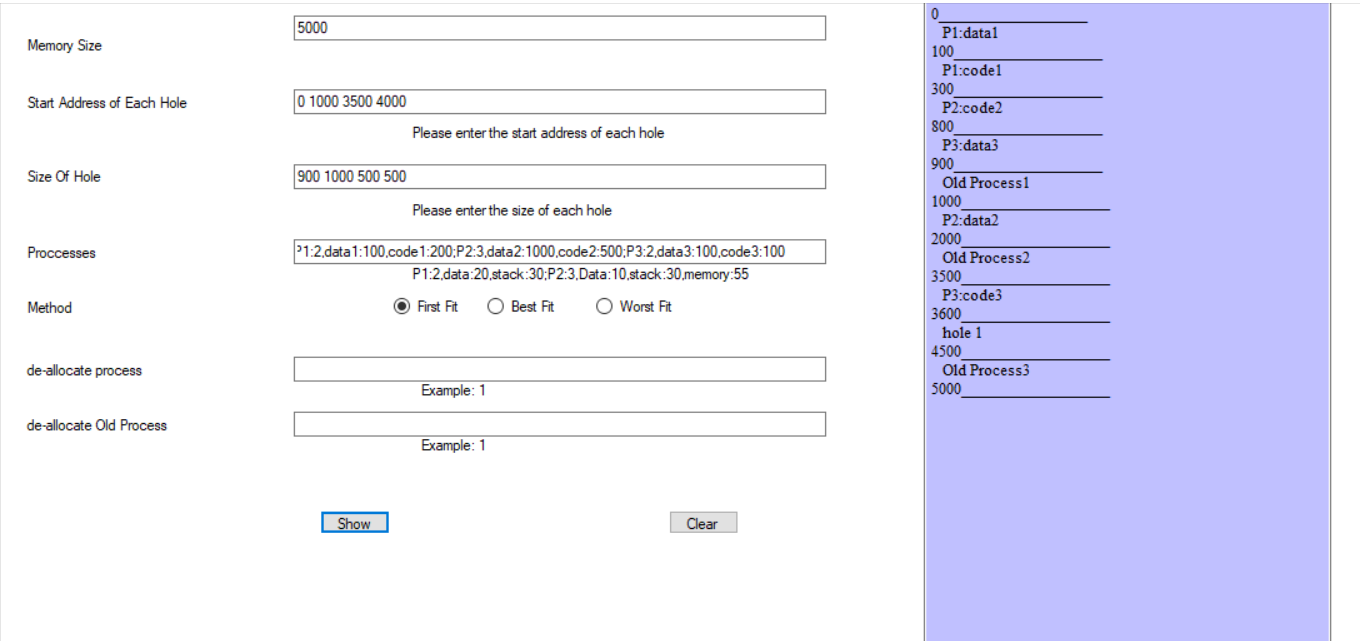 Memory Size
5000
Start Address of Each Hole
0 1000 3500 4000
Please enter the start address of each hole
Size Of Hole
900 1000 500 500
Please enter the size of each hole
Proccesses
P1:2,data1:100,code1:200;P2:3,data2:1000,code2:500;P3:2,data3:100,code3:100
P1:2,data:20,stack:30;P2:3,Data:10,stack:30,memory:55
Method
First Fit
Best Fit
Worst Fit
de-allocate process
Example: 1
de-allocate Old Process
Example: 1
Show
Clear
0
P1:data1
100
P1:code1
300
P2:code2
800
P3:data3
900
Old Process1
1000
P2:data2
2000
Old Process2
3500
P3:code3
3600
hole 1
4500
Old Process3
5000